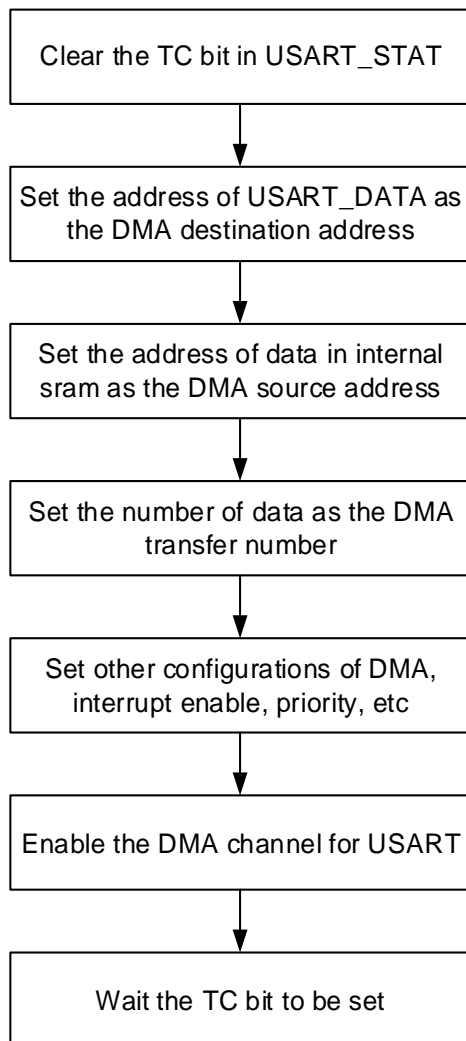 Clear the TC bit in USART_STAT
Set the address of USART_DATA as
the DMA destination address
Set the address of data in internal
sram as the DMA source address
Set the number of data as the DMA
transfer number
Set other configurations of DMA,
interrupt enable, priority, etc
Enable the DMA channel for USART
Wait the TC bit to be set